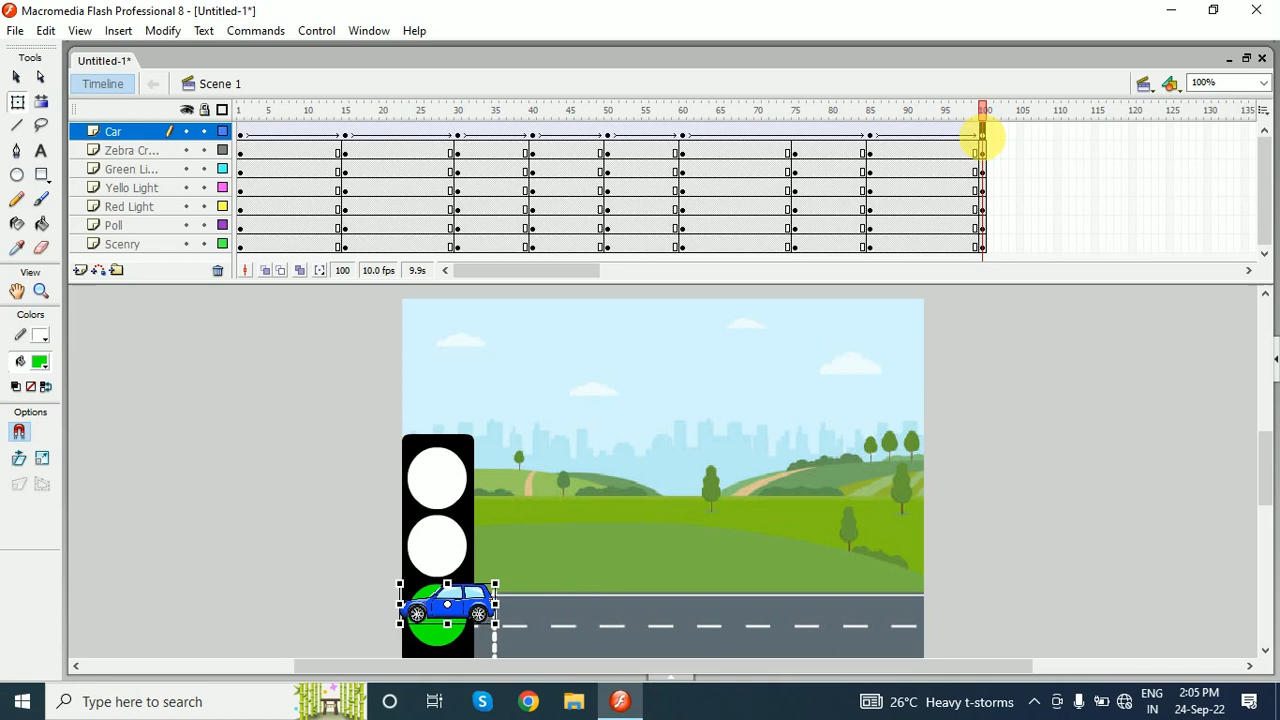 Macromedia Flash Professional 8 - [Untitled-1*]
File Edit View Insert Modify Text Commands Control Window Help
Tools
Untitled-1*
Timeline
Scene 1
100%
1 5 10 15 20 25 30 35 40 45 50 55 60 65 70 75 80 85 90 95 100 105 110 115 120 125 130 135
Car
Zebra Cr...
Green Li...
Yello Light
Red Light
Poll
Scenry
100 10.0 fps 9.9s
View
Colors
Options
Type here to search
26°C Heavy t-storms
ENG
IN
2:05 PM
24-Sep-22